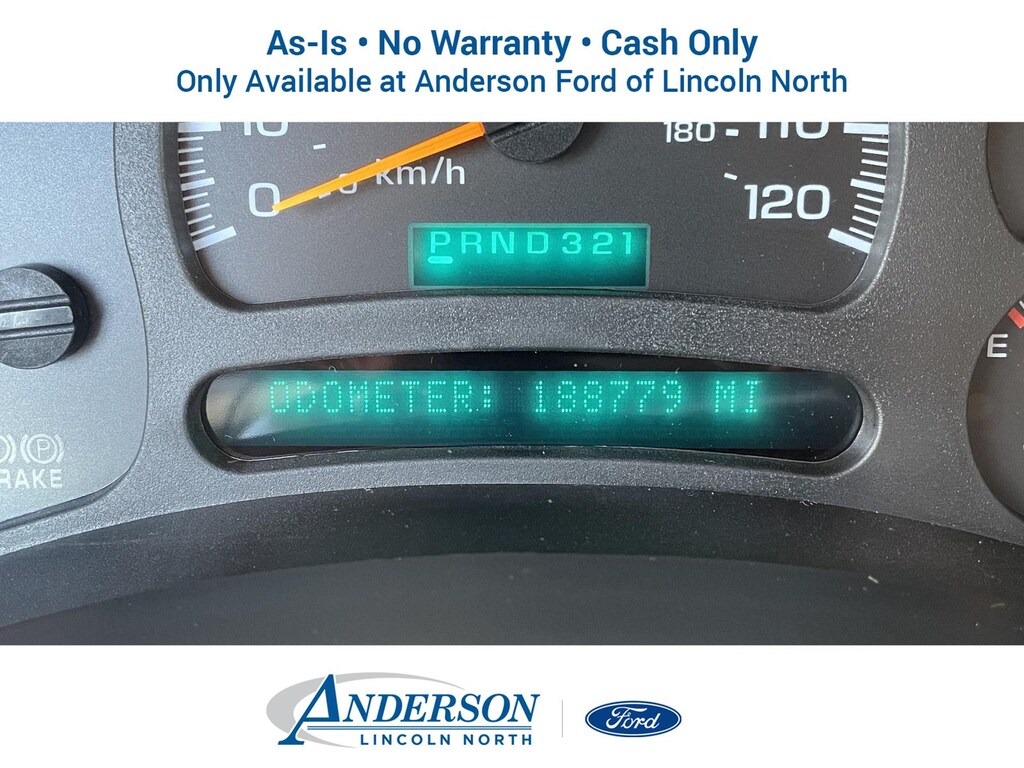 As-Is • No Warranty • Cash Only
Only Available at Anderson Ford of Lincoln North
10
180
110
0
0 km/h
120
PRND321
E
ODOMETER: 188779 MI
(P)
RAKE
ANDERSON
LINCOLN NORTH
Ford